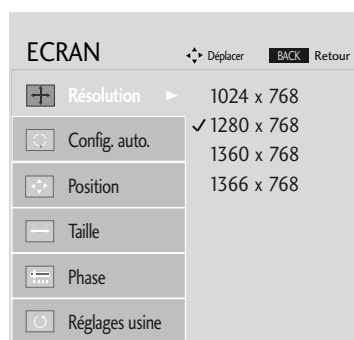 ECRAN Déplacer BACK Retour
Résolution 1024 x 768
Config. auto. 1280 x 768
Position 1360 x 768
1366 x 768
Taille
Phase
Réglages usine